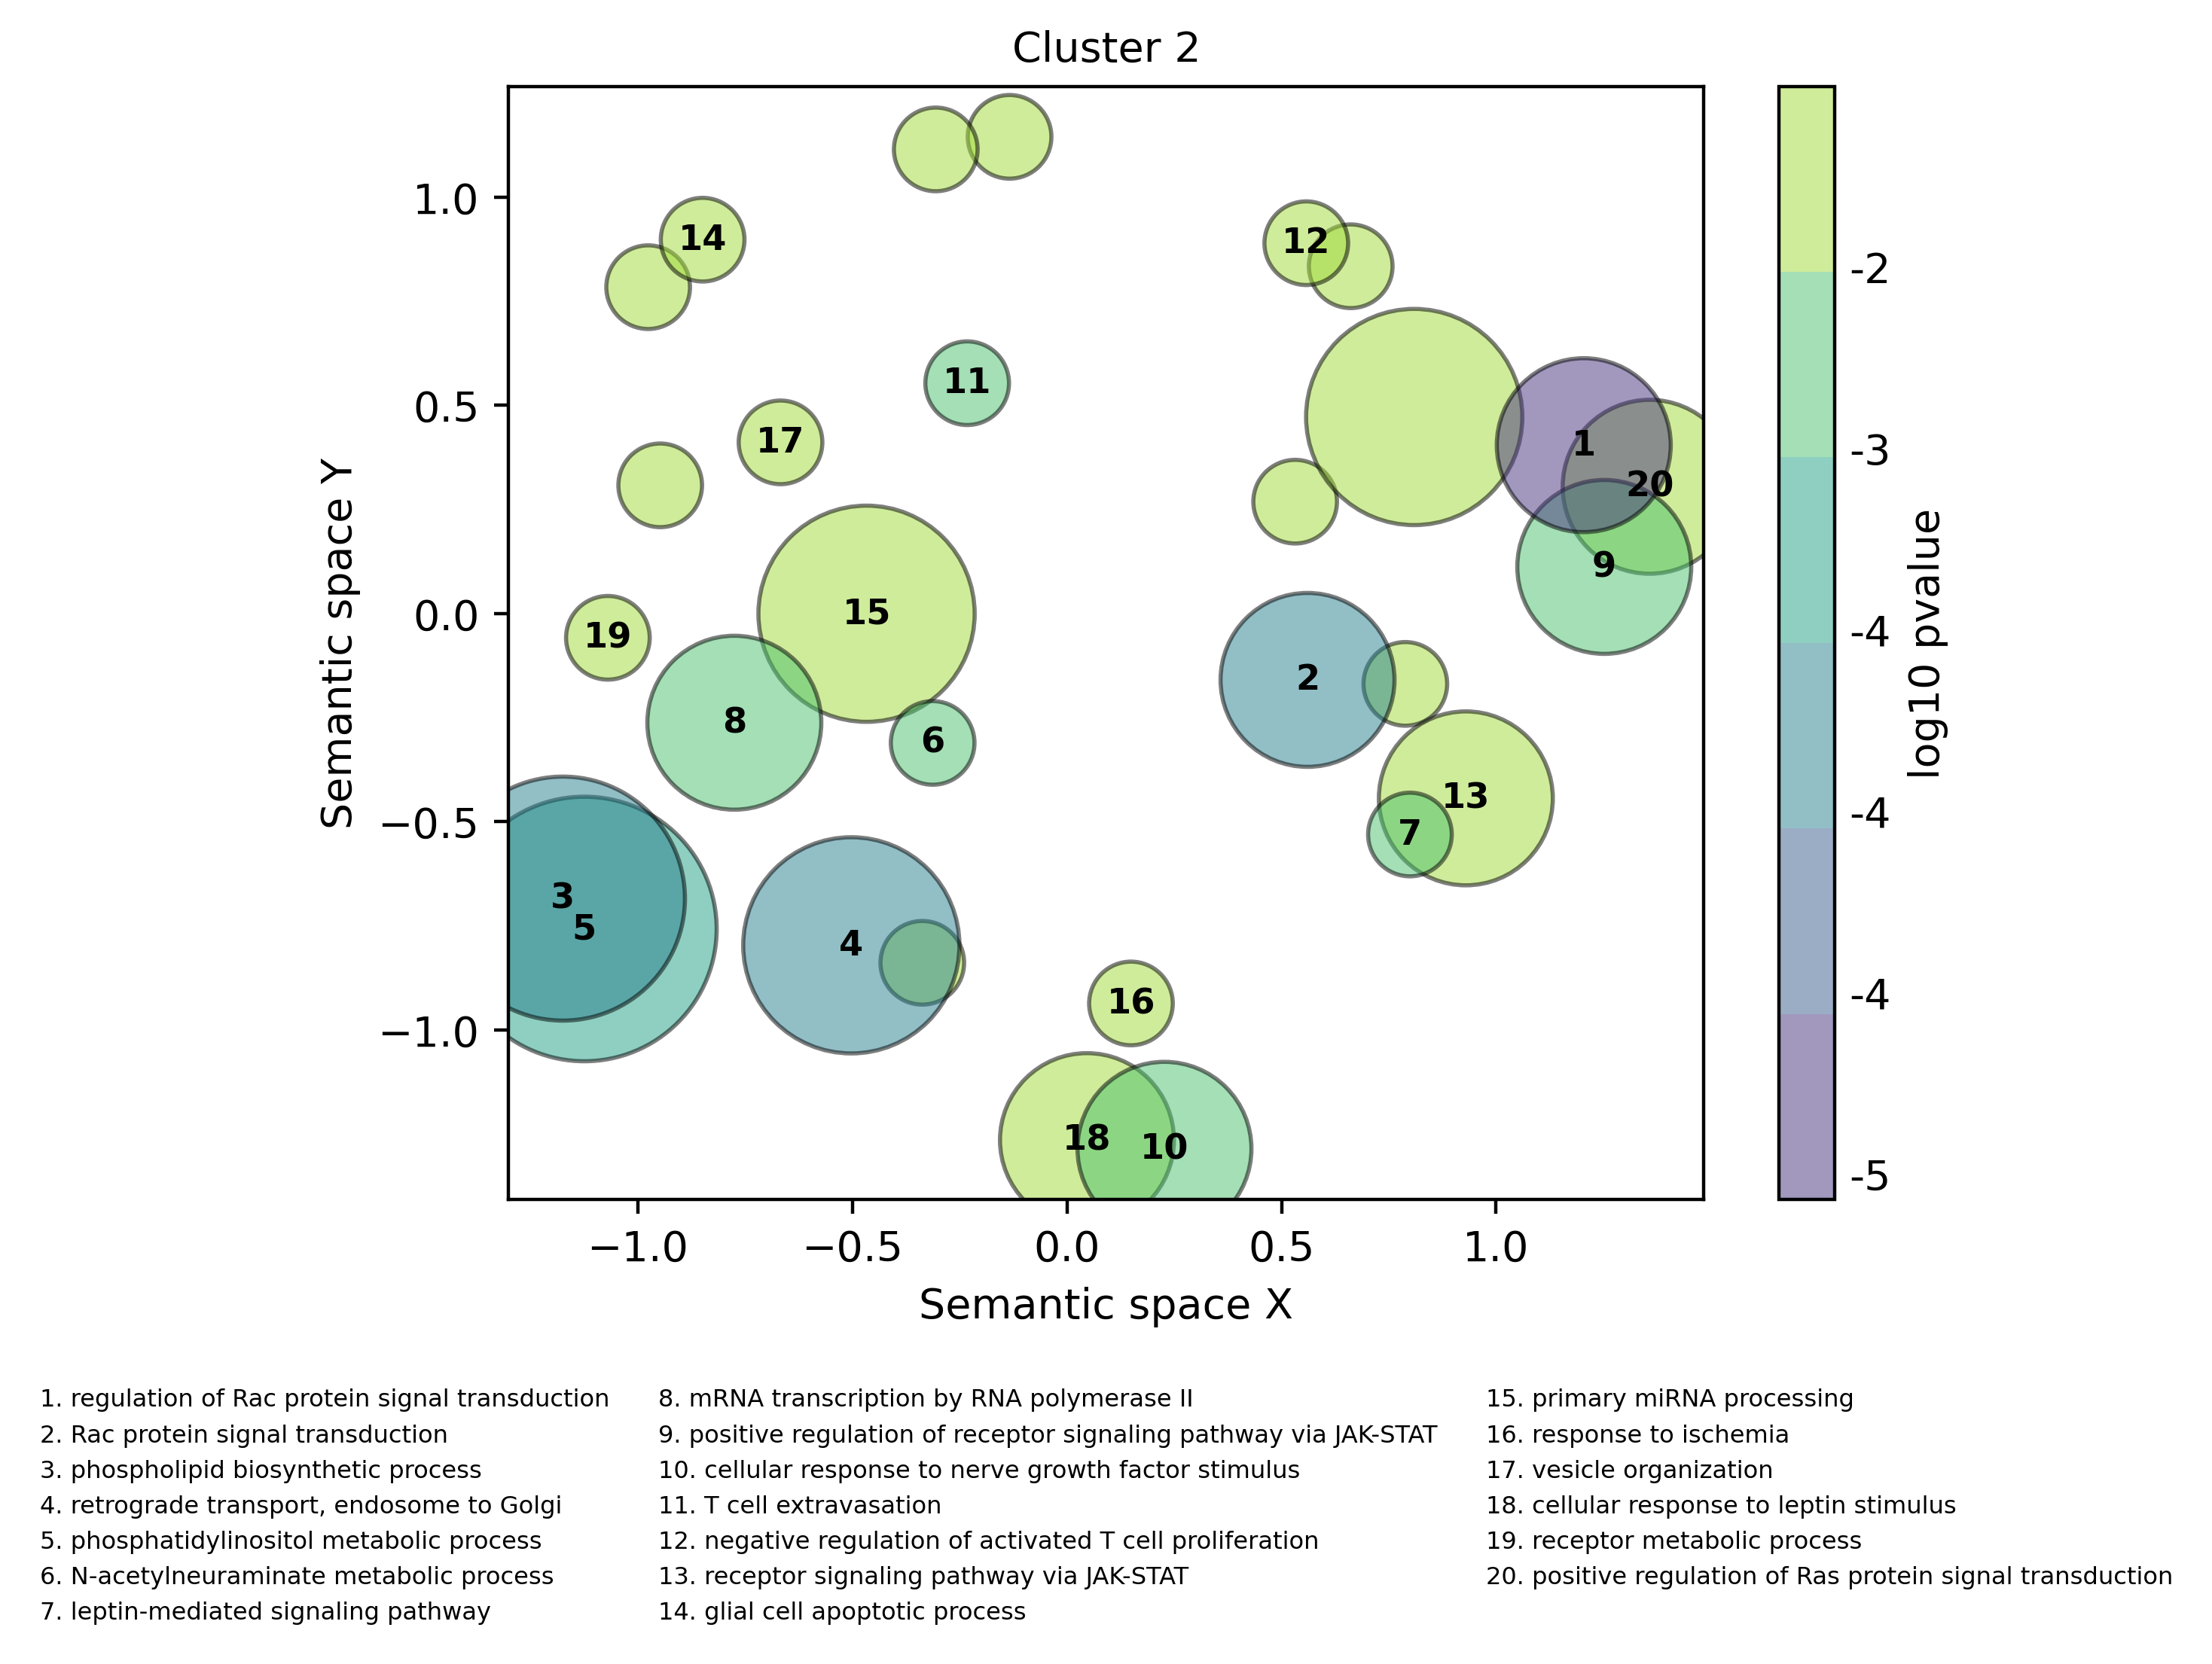 Cluster 2
1.0
0.5
0.0
−0.5
−1.0
Semantic space Y
14
12
11
17
1
20
9
15
19
2
8
6
13
7
3
5
4
16
18
10
−1.0 −0.5 0.0 0.5 1.0
Semantic space X
-2
-3
-4
-4
-4
-5
log10 pvalue
1. regulation of Rac protein signal transduction
2. Rac protein signal transduction
3. phospholipid biosynthetic process
4. retrograde transport, endosome to Golgi
5. phosphatidylinositol metabolic process
6. N-acetylneuraminate metabolic process
7. leptin-mediated signaling pathway
8. mRNA transcription by RNA polymerase II
9. positive regulation of receptor signaling pathway via JAK-STAT
10. cellular response to nerve growth factor stimulus
11. T cell extravasation
12. negative regulation of activated T cell proliferation
13. receptor signaling pathway via JAK-STAT
14. glial cell apoptotic process
15. primary miRNA processing
16. response to ischemia
17. vesicle organization
18. cellular response to leptin stimulus
19. receptor metabolic process
20. positive regulation of Ras protein signal transduction